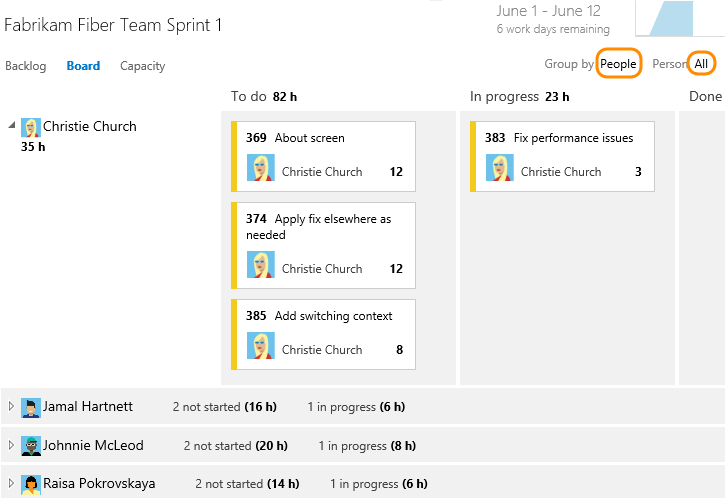 Fabrikam Fiber Team Sprint 1
June 1 - June 12
6 work days remaining
Backlog Board Capacity
Group by People Person All
To do 82 h
In progress 23 h
Done
Christie Church
35 h
369 About screen
Christie Church 12
383 Fix performance issues
Christie Church 3
374 Apply fix elsewhere as
needed
Christie Church 12
385 Add switching context
Christie Church 8
Jamal Hartnett 2 not started (16 h) 1 in progress (6 h)
Johnnie McLeod 2 not started (20 h) 1 in progress (8 h)
Raisa Pokrovskaya 2 not started (14 h) 1 in progress (6 h)